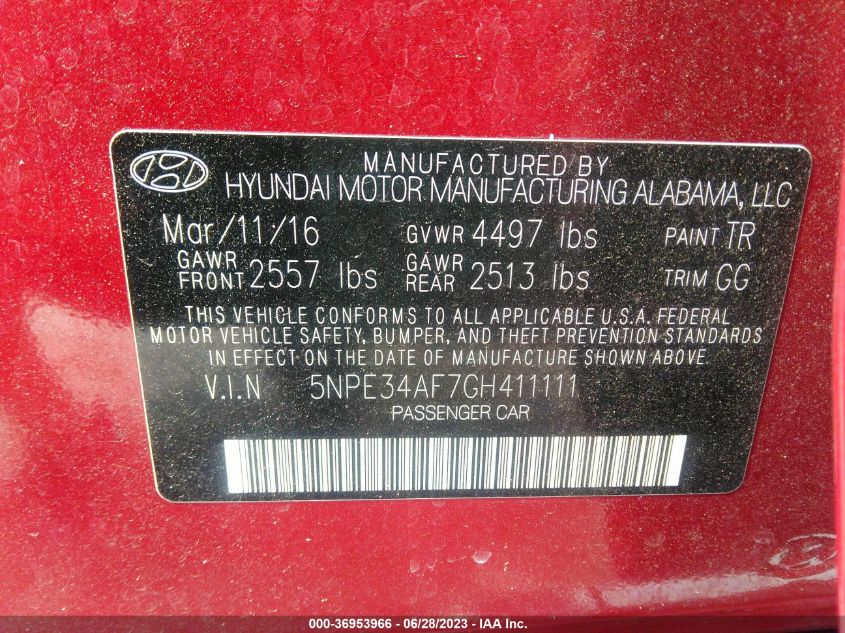 MANUFACTURED BY
HYUNDAI MOTOR MANUFACTURING ALABAMA, LLC
Mar/11/16 GVWR 4497 lbs PAINT TR
GAWR FRONT 2557 lbs GAWR REAR 2513 lbs TRIM GG
THIS VEHICLE CONFORMS TO ALL APPLICABLE U.S.A. FEDERAL
MOTOR VEHICLE SAFETY, BUMPER, AND THEFT PREVENTION STANDARDS
IN EFFECT ON THE DATE OF MANUFACTURE SHOWN ABOVE
V.I.N 5NPE34AF7GH411111
PASSENGER CAR
000-36953966 / 06/28/2023 - IAA Inc.